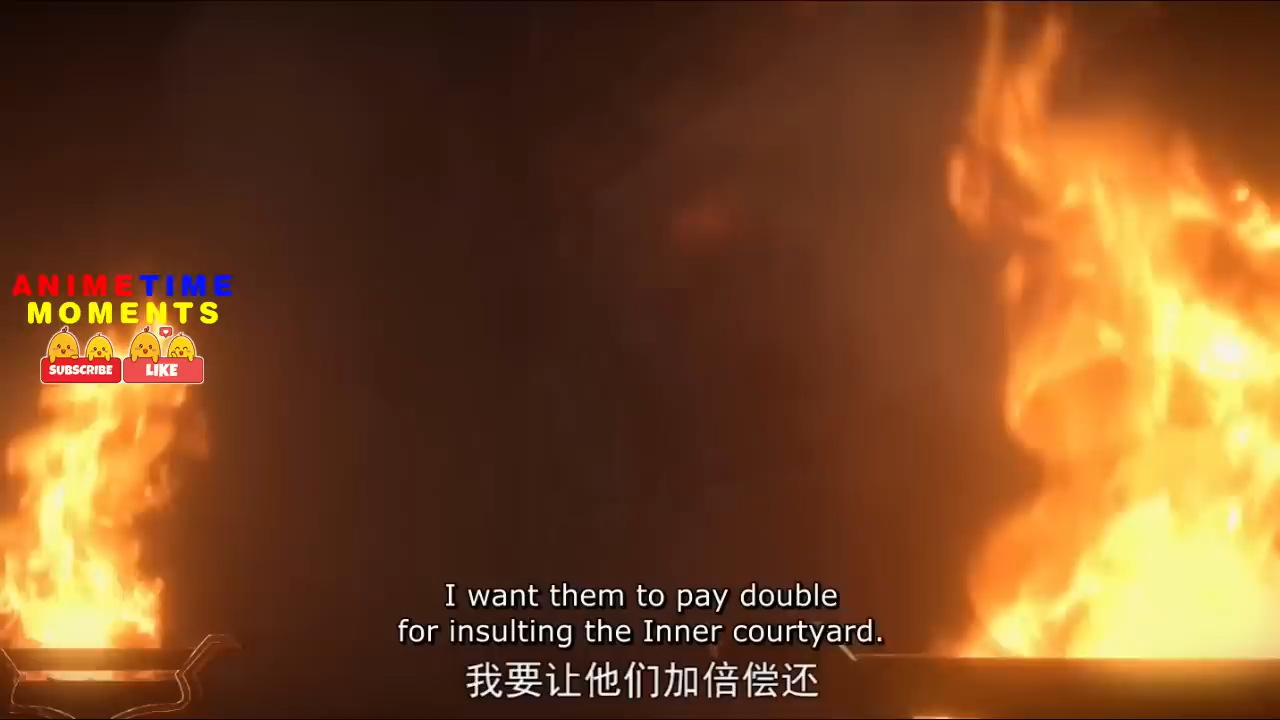 ANIMETIME
MOMENTS
SUBSCRIBE
LIKE
I want them to pay double
for insulting the Inner courtyard.
我要让他们加倍偿还